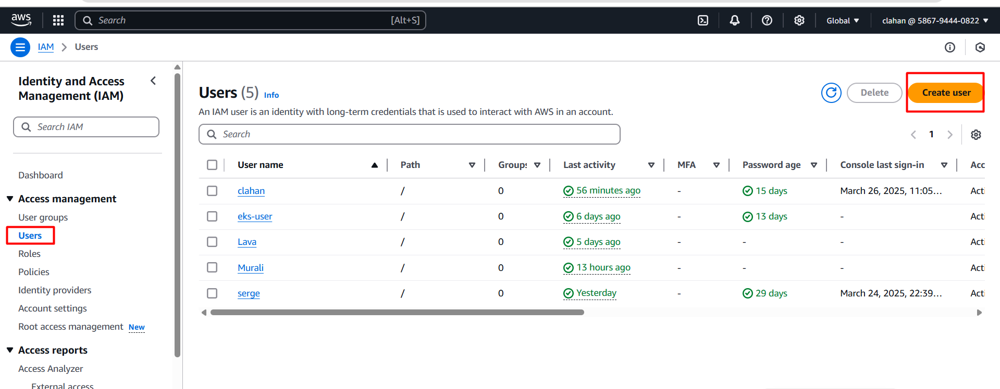 aws
Search
[Alt+S]
Global
clahan @ 5867-9444-0822
IAM
Users
Identity and Access
Management (IAM)
Search IAM
Dashboard
Access management
User groups
Users
Roles
Policies
Identity providers
Account settings
Root access management New
Access reports
Access Analyzer
External access
Users (5) Info
Delete
Create user
An IAM user is an identity with long-term credentials that is used to interact with AWS in an account.
Search
1
User name Path Groups Last activity MFA Password age Console last sign-in Acc
clahan / 0 56 minutes ago - 15 days March 26, 2025, 11:05... Acti
eks-user / 0 6 days ago - 13 days - Acti
Lava / 0 5 days ago - - - Acti
Murali / 0 13 hours ago - - - Acti
serge / 0 Yesterday - 29 days March 24, 2025, 22:39... Acti